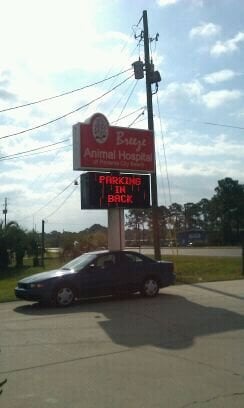 Breeze
Animal Hospital
of Panama City Beach
PARKING
IN
BACK